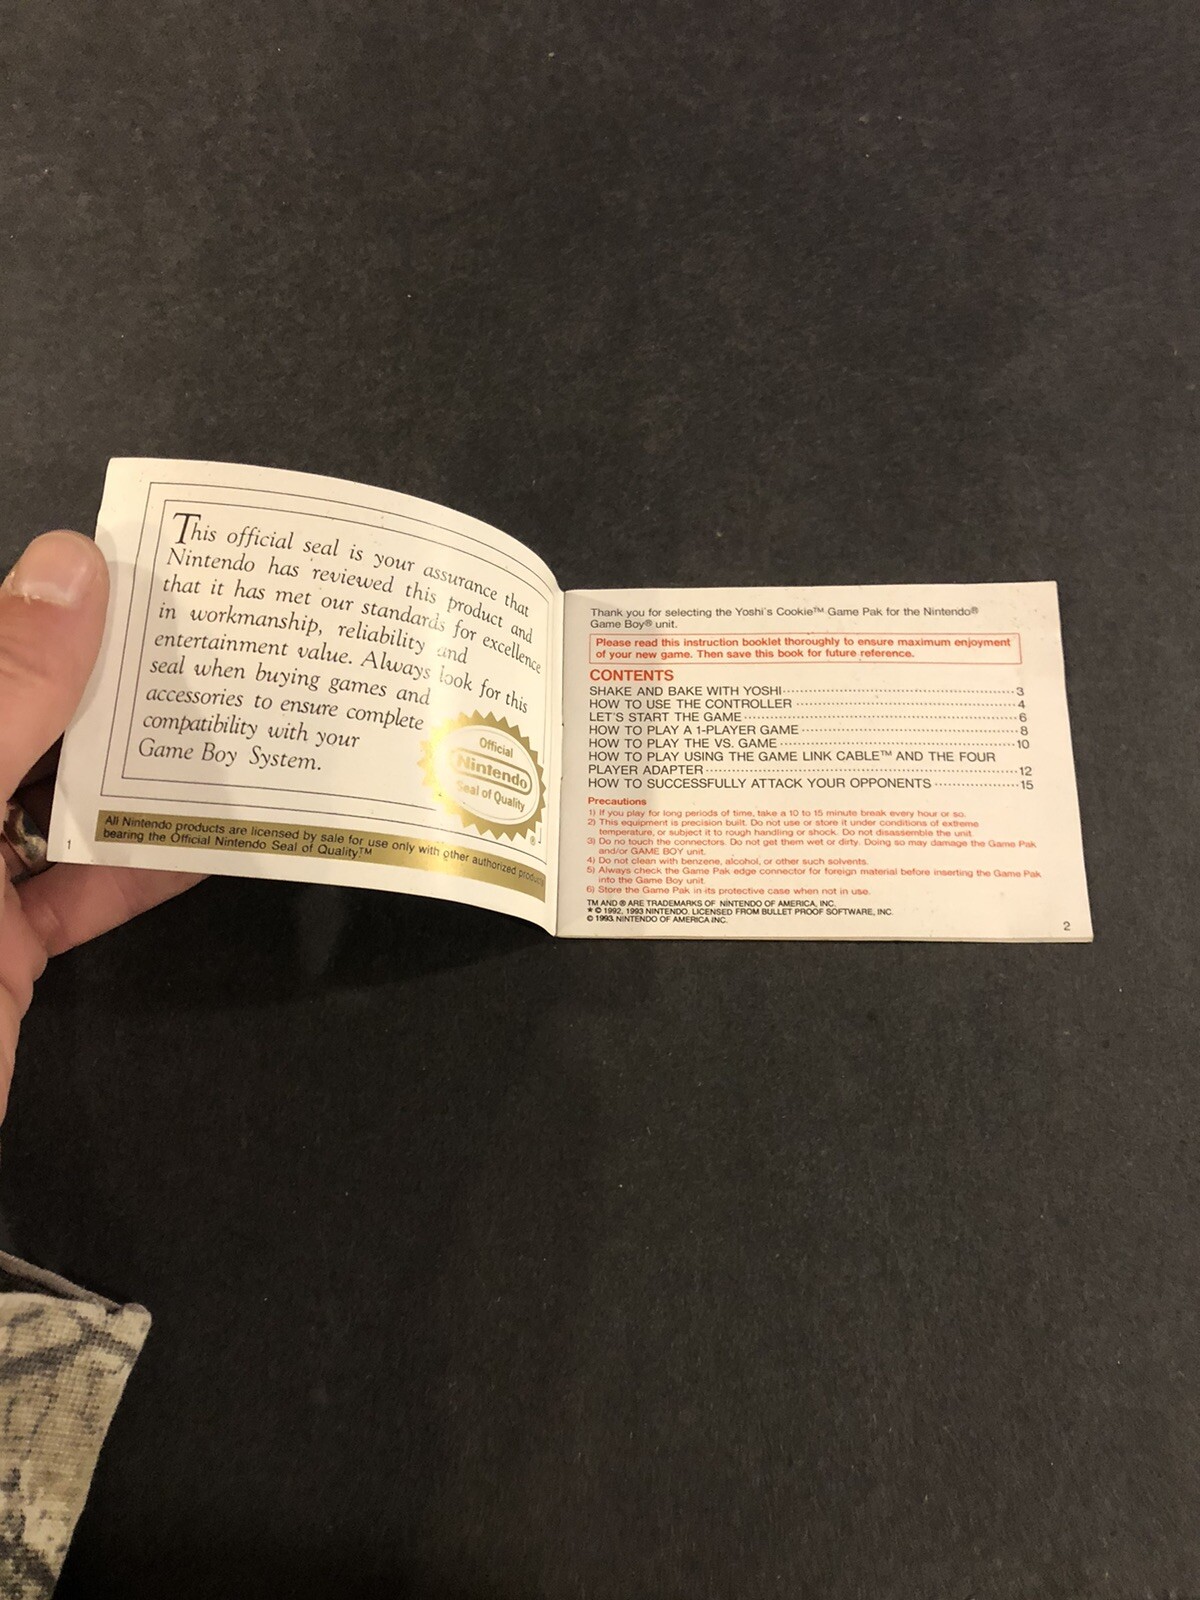 This official seal is your assurance that
Nintendo has reviewed this product and
that it has met our standards for excellence
in workmanship, reliability and
entertainment value. Always look for this
seal when buying games and
accessories to ensure complete
compatibility with your
Game Boy System.
Official
Nintendo
Seal of Quality
®
All Nintendo products are licensed by sale for use only with other authorized products
bearing the Official Nintendo Seal of Quality.™
1
Thank you for selecting the Yoshi's Cookie™ Game Pak for the Nintendo®
Game Boy® unit.
Please read this instruction booklet thoroughly to ensure maximum enjoyment
of your new game. Then save this book for future reference.
CONTENTS
SHAKE AND BAKE WITH YOSHI 3
HOW TO USE THE CONTROLLER 4
LET'S START THE GAME 6
HOW TO PLAY A 1-PLAYER GAME 8
HOW TO PLAY THE VS. GAME 10
HOW TO PLAY USING THE GAME LINK CABLE™ AND THE FOUR
PLAYER ADAPTER 12
HOW TO SUCCESSFULLY ATTACK YOUR OPPONENTS 15
Precautions
1) If you play for long periods of time, take a 10 to 15 minute break every hour or so.
2) This equipment is precision built. Do not use or store it under conditions of extreme
temperature, or subject it to rough handling or shock. Do not disassemble the unit.
3) Do no touch the connectors. Do not get them wet or dirty. Doing so may damage the Game Pak
and/or GAME BOY unit.
4) Do not clean with benzene, alcohol, or other such solvents.
5) Always check the Game Pak edge connector for foreign material before inserting the Game Pak
into the Game Boy unit.
6) Store the Game Pak in its protective case when not in use.
TM AND ® ARE TRADEMARKS OF NINTENDO OF AMERICA, INC.
★ © 1992, 1993 NINTENDO. LICENSED FROM BULLET PROOF SOFTWARE, INC.
© 1993 NINTENDO OF AMERICA INC.
2